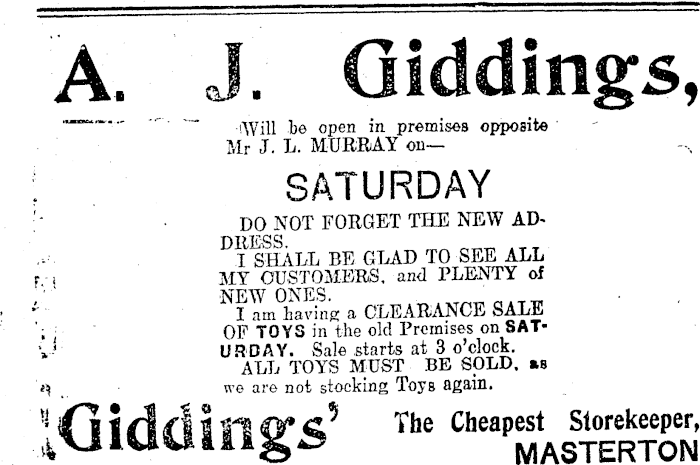 A. J. Giddings,
Will be open in premises opposite
Mr J. L. MURRAY on—
SATURDAY
DO NOT FORGET THE NEW AD-
DRESS.
I SHALL BE GLAD TO SEE ALL
MY CUSTOMERS, and PLENTY of
NEW ONES.
I am having a CLEARANCE SALE
OF TOYS in the old Premises on SAT-
URDAY. Sale starts at 3 o'clock.
ALL TOYS MUST BE SOLD, as
we are not stocking Toys again.
Giddings' The Cheapest Storekeeper,
MASTERTON